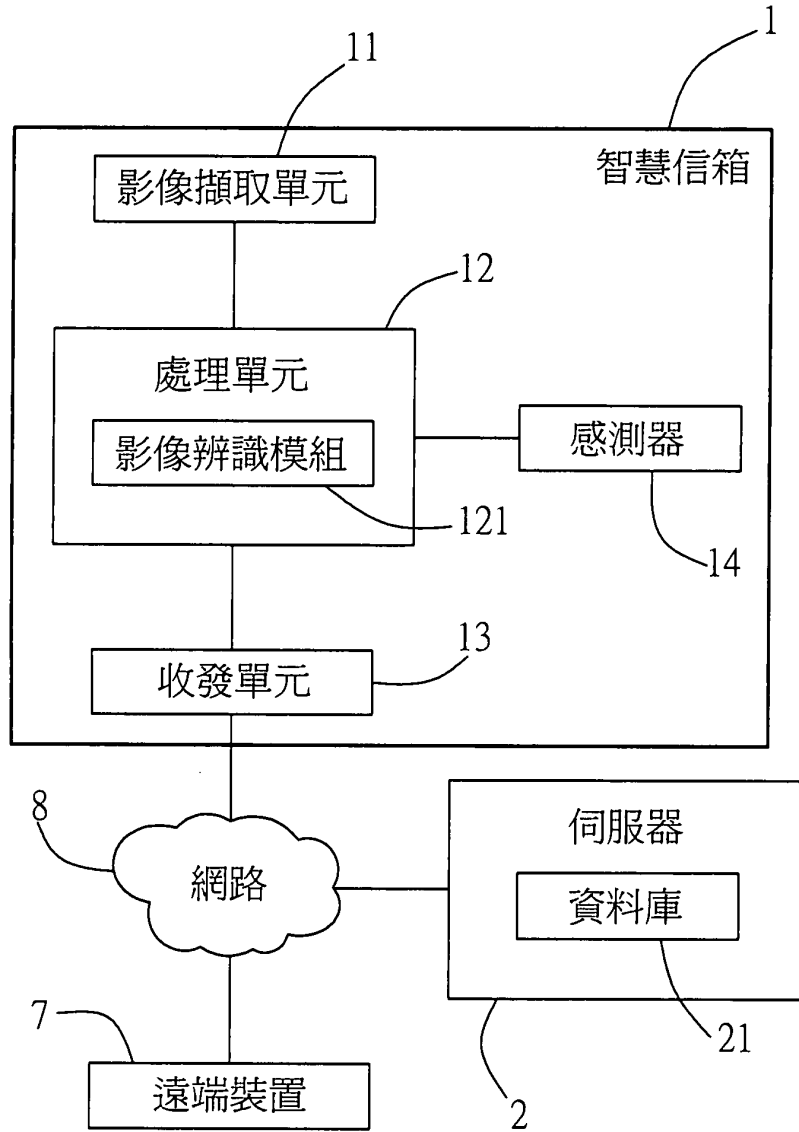 1
11
智慧信箱
影像擷取單元
12
處理單元
影像辨識模組
感測器
121
14
13
收發單元
8
網路
伺服器
資料庫
7
21
遠端裝置
2